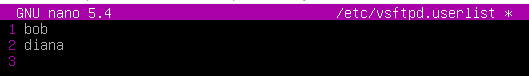 GNU nano 5.4 /etc/vsftpd.userlist *
1 bob
2 diana
3